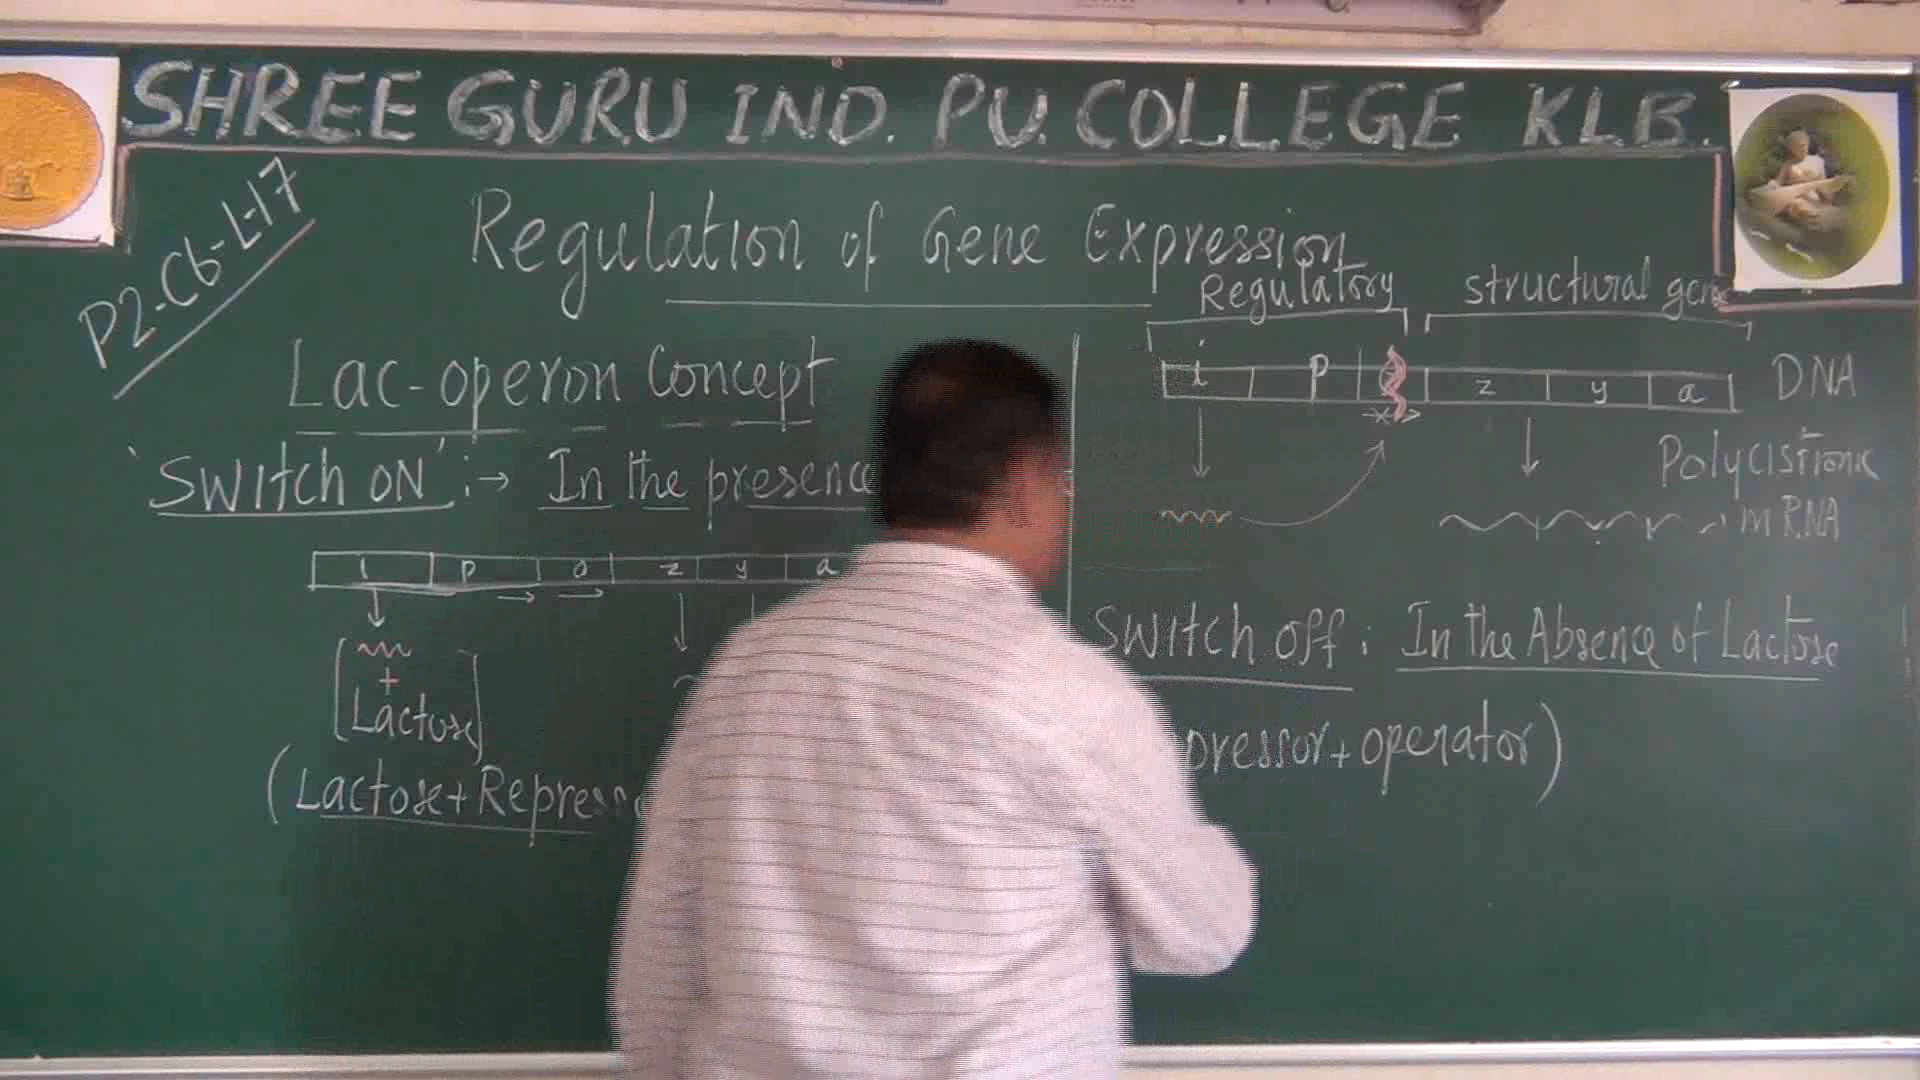 SHREE GURU IND. PU. COLLEGE KLB.
P2-C6-L-17
Regulation of Gene Expression
Lac-operon Concept
'Switch ON' :→ In the presence
i p o z y a
+
Lactose
(Lactose+Repress
Regulatory structural gene
i p z y a DNA
Polycistronic
mRNA
Switch off : In the Absence of Lactose
pressor+operator)